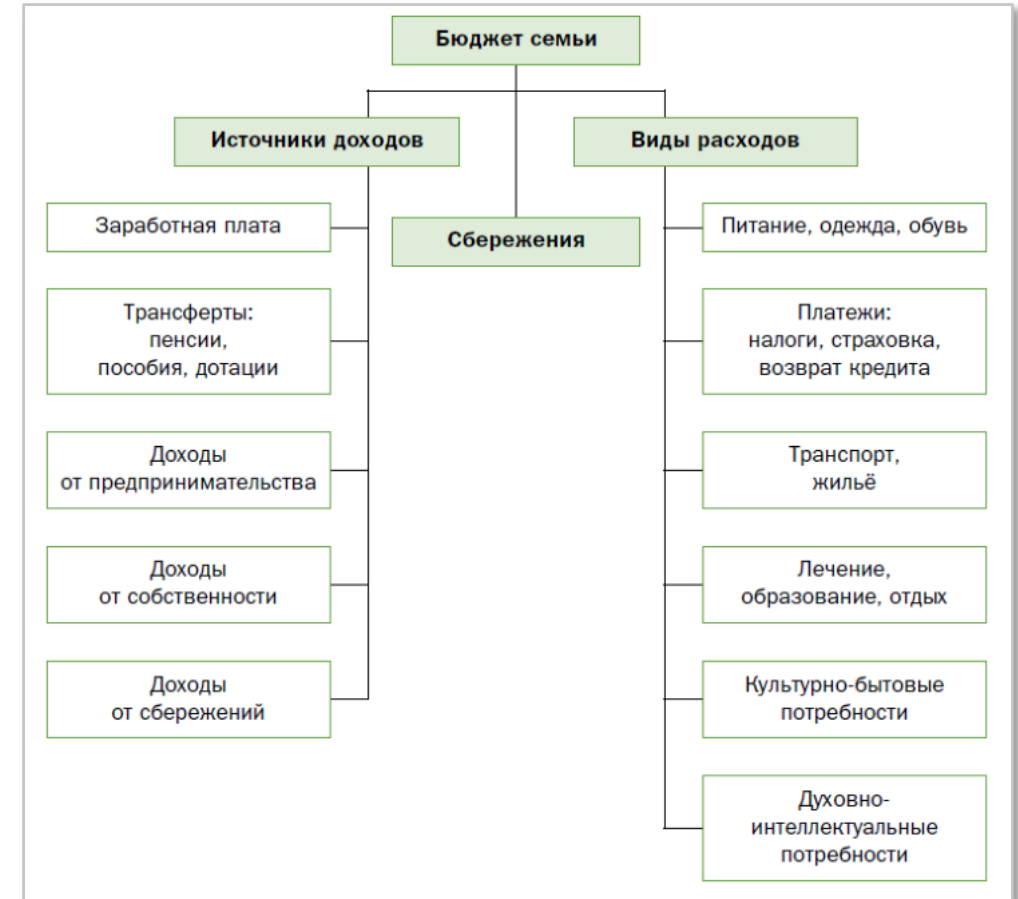 Бюджет семьи
Источники доходов
Виды расходов
Сбережения
Заработная плата
Трансферты:
пенсии,
пособия, дотации
Доходы
от предпринимательства
Доходы
от собственности
Доходы
от сбережений
Питание, одежда, обувь
Платежи:
налоги, страховка,
возврат кредита
Транспорт,
жильё
Лечение,
образование, отдых
Культурно-бытовые
потребности
Духовно-
интеллектуальные
потребности